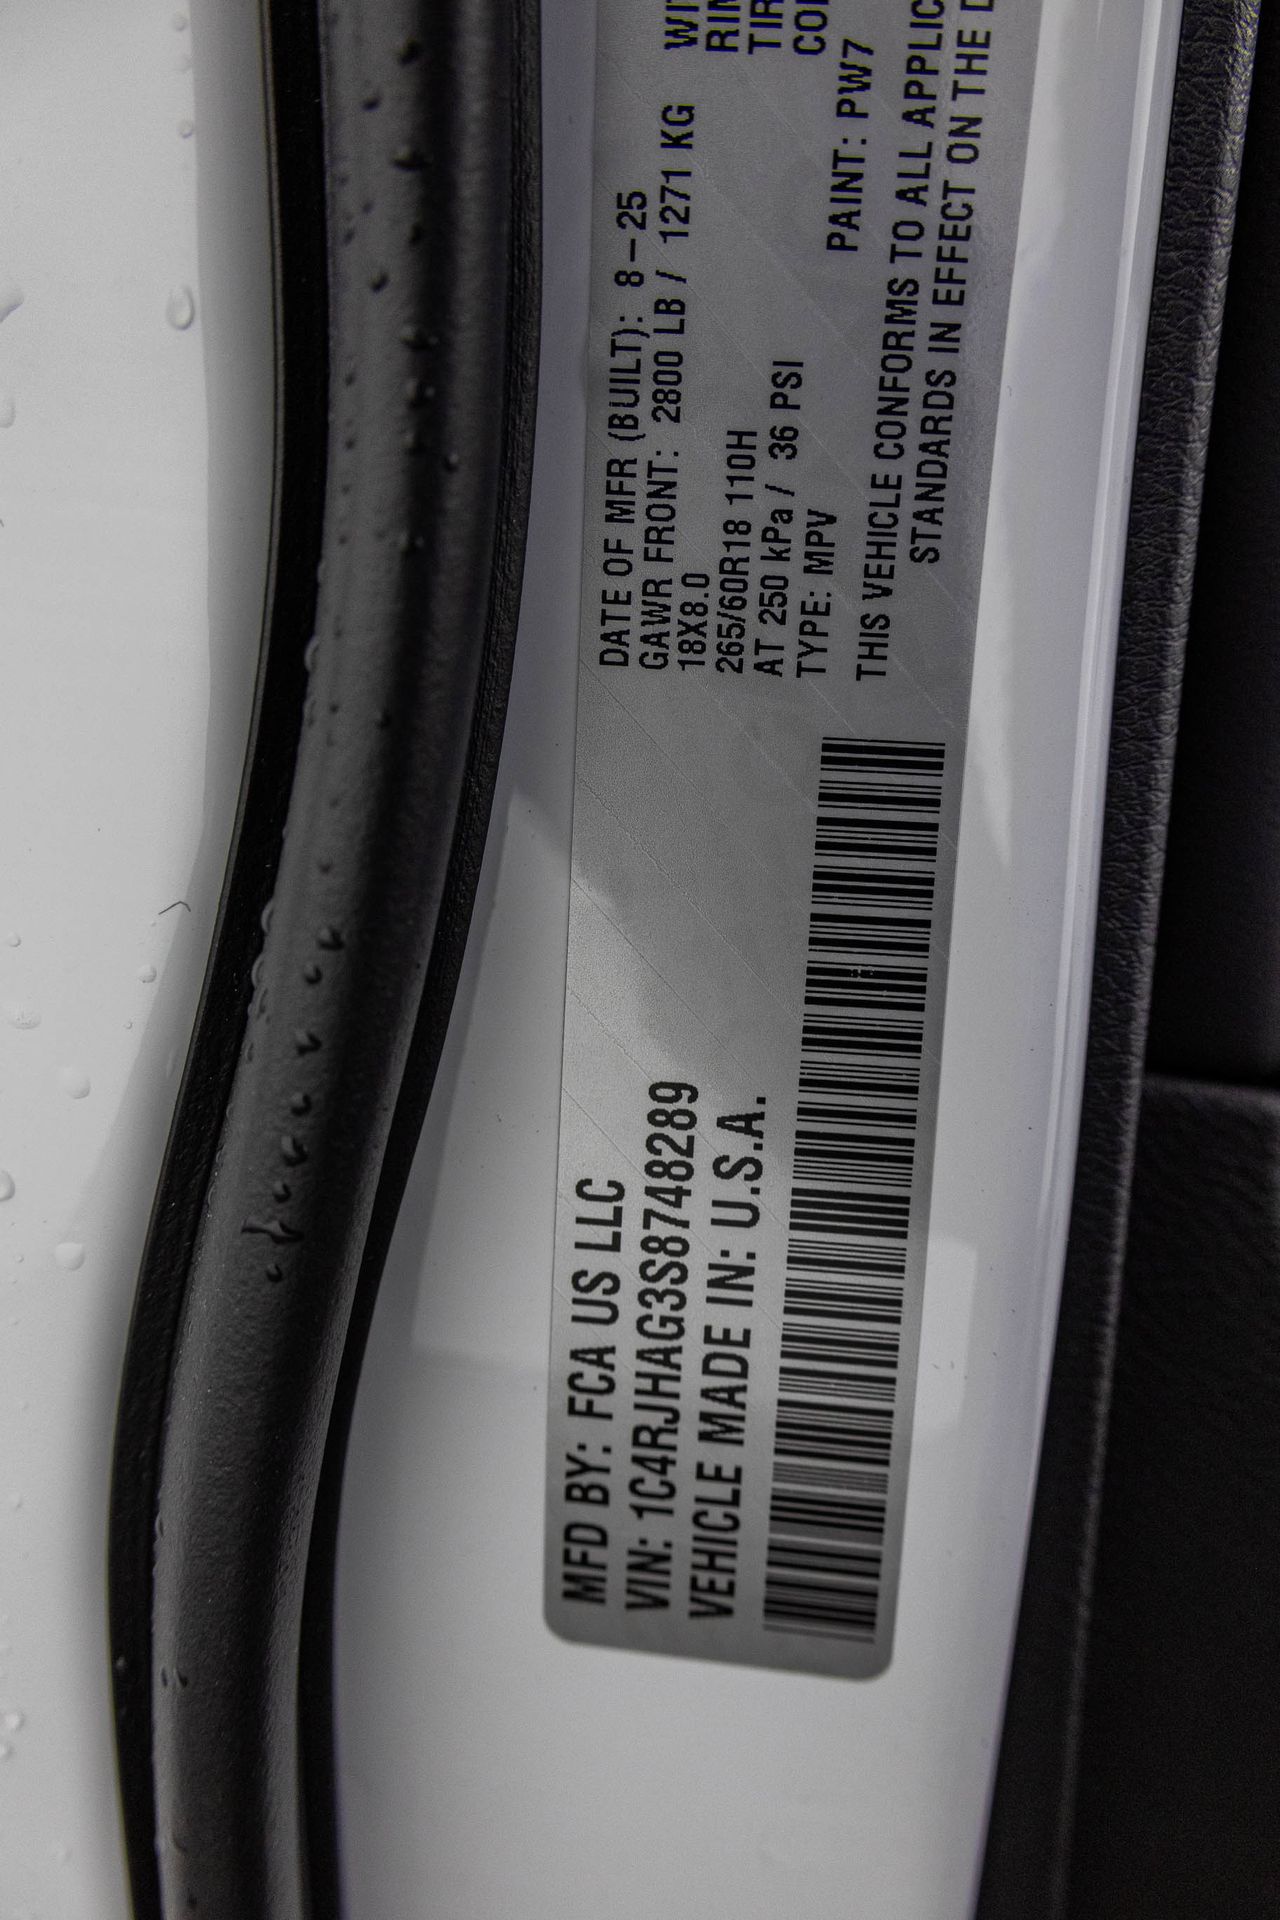 MFD BY: FCA US LLC
VIN: 1C4RJHAG3S8748289
VEHICLE MADE IN: U.S.A.
DATE OF MFR (BUILT): 8-25
GAWR FRONT: 2800 LB / 1271 KG
18X8.0
265/60R18 110H
AT 250 kPa / 36 PSI
TYPE: MPV
PAINT: PW7
THIS VEHICLE CONFORMS TO ALL APPLIC
STANDARDS IN EFFECT ON THE D